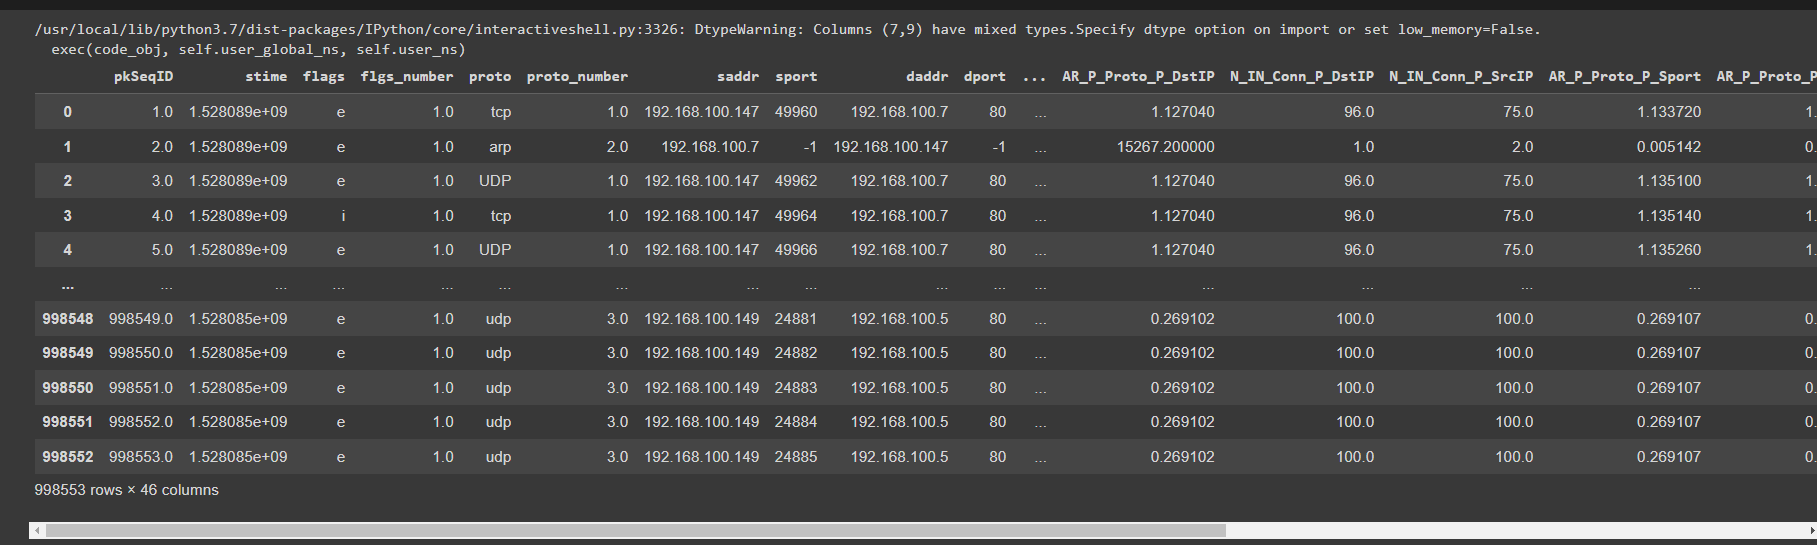 /usr/local/lib/python3.7/dist-packages/IPython/core/interactiveshell.py:3326: DtypeWarning: Columns (7,9) have mixed types.Specify dtype option on import or set low_memory=False.
exec(code_obj, self.user_global_ns, self.user_ns)
pkSeqID stime flags flgs_number proto proto_number saddr sport daddr dport ... AR_P_Proto_P_DstIP N_IN_Conn_P_DstIP N_IN_Conn_P_SrcIP AR_P_Proto_P_Sport AR_P_Proto_P
0 1.0 1.528089e+09 e 1.0 tcp 1.0 192.168.100.147 49960 192.168.100.7 80 ... 1.127040 96.0 75.0 1.133720 1.
1 2.0 1.528089e+09 e 1.0 arp 2.0 192.168.100.7 -1 192.168.100.147 -1 ... 15267.200000 1.0 2.0 0.005142 0.
2 3.0 1.528089e+09 e 1.0 UDP 1.0 192.168.100.147 49962 192.168.100.7 80 ... 1.127040 96.0 75.0 1.135100 1.
3 4.0 1.528089e+09 i 1.0 tcp 1.0 192.168.100.147 49964 192.168.100.7 80 ... 1.127040 96.0 75.0 1.135140 1.
4 5.0 1.528089e+09 e 1.0 UDP 1.0 192.168.100.147 49966 192.168.100.7 80 ... 1.127040 96.0 75.0 1.135260 1.
... ... ... ... ... ... ... ... ... ... ... ... ... ... ... ...
998548 998549.0 1.528085e+09 e 1.0 udp 3.0 192.168.100.149 24881 192.168.100.5 80 ... 0.269102 100.0 100.0 0.269107 0.
998549 998550.0 1.528085e+09 e 1.0 udp 3.0 192.168.100.149 24882 192.168.100.5 80 ... 0.269102 100.0 100.0 0.269107 0.
998550 998551.0 1.528085e+09 e 1.0 udp 3.0 192.168.100.149 24883 192.168.100.5 80 ... 0.269102 100.0 100.0 0.269107 0.
998551 998552.0 1.528085e+09 e 1.0 udp 3.0 192.168.100.149 24884 192.168.100.5 80 ... 0.269102 100.0 100.0 0.269107 0.
998552 998553.0 1.528085e+09 e 1.0 udp 3.0 192.168.100.149 24885 192.168.100.5 80 ... 0.269102 100.0 100.0 0.269107 0.
998553 rows × 46 columns